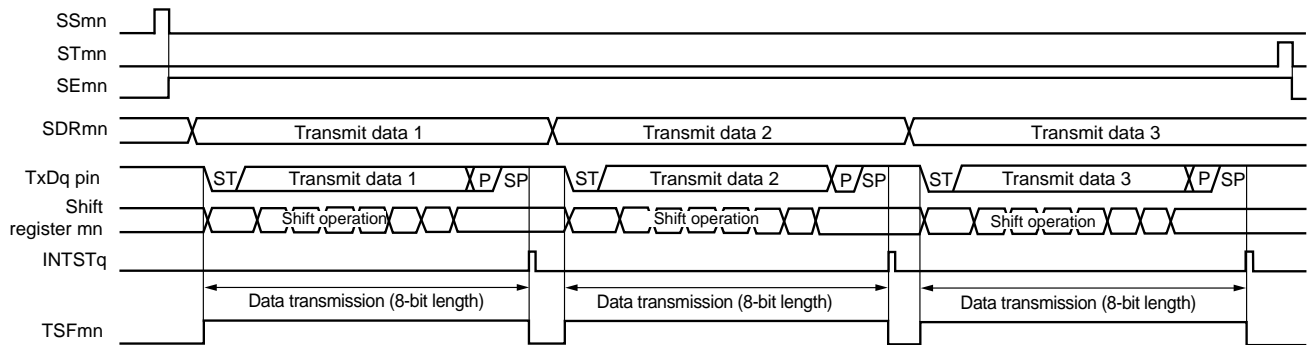 SSmn
STmn
SEmn
SDRmn Transmit data 1 Transmit data 2 Transmit data 3
TxDq pin ST Transmit data 1 P SP ST Transmit data 2 P SP ST Transmit data 3 P SP
Shift
register mn Shift operation Shift operation Shift operation
INTSTq
Data transmission (8-bit length) Data transmission (8-bit length) Data transmission (8-bit length)
TSFmn